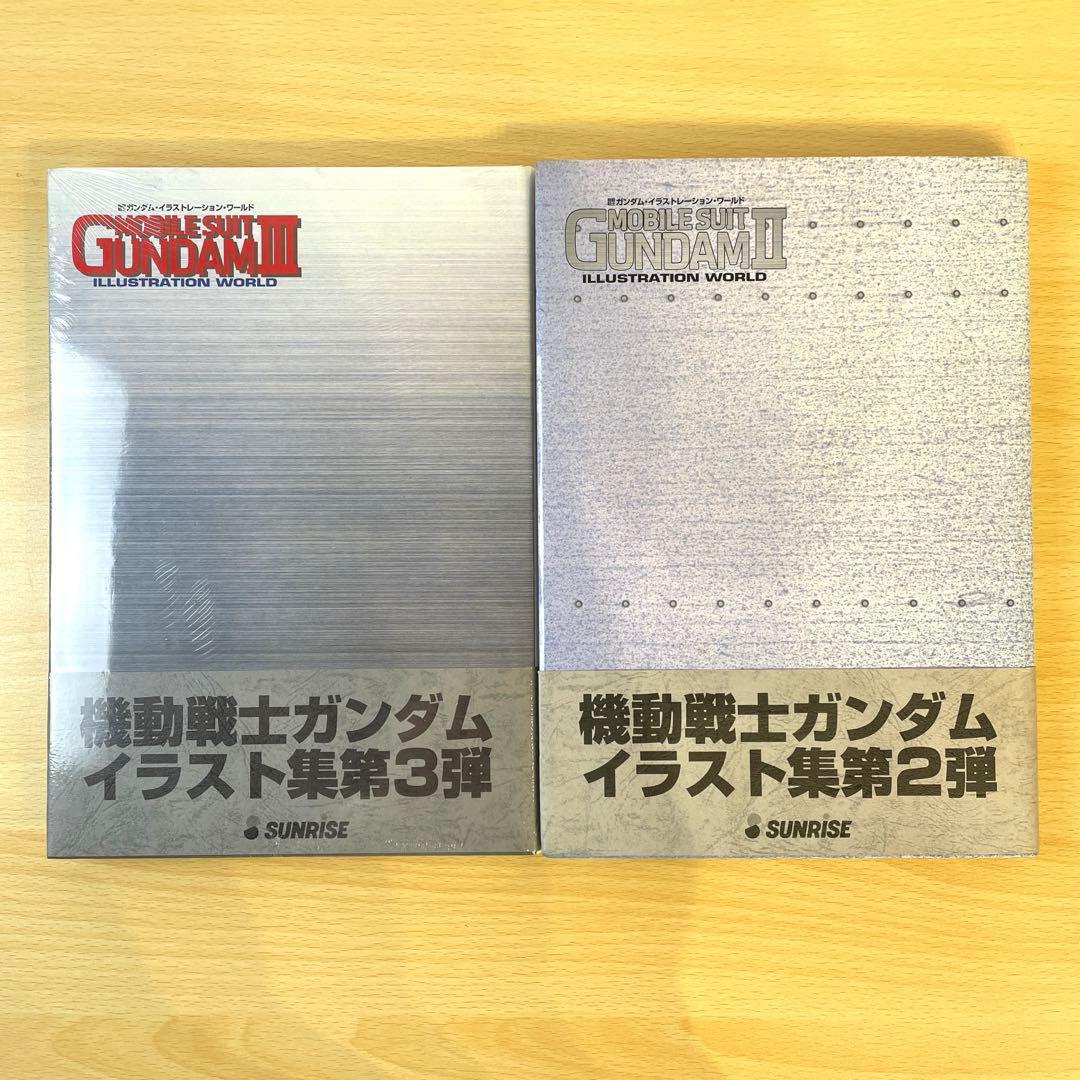 ガンダム・イラストレーション・ワールド
MOBILE SUIT
GUNDAM III
ILLUSTRATION WORLD
機動戦士ガンダム
イラスト集第3弾
SUNRISE
ガンダム・イラストレーション・ワールド
MOBILE SUIT
GUNDAM II
ILLUSTRATION WORLD
機動戦士ガンダム
イラスト集第2弾
SUNRISE